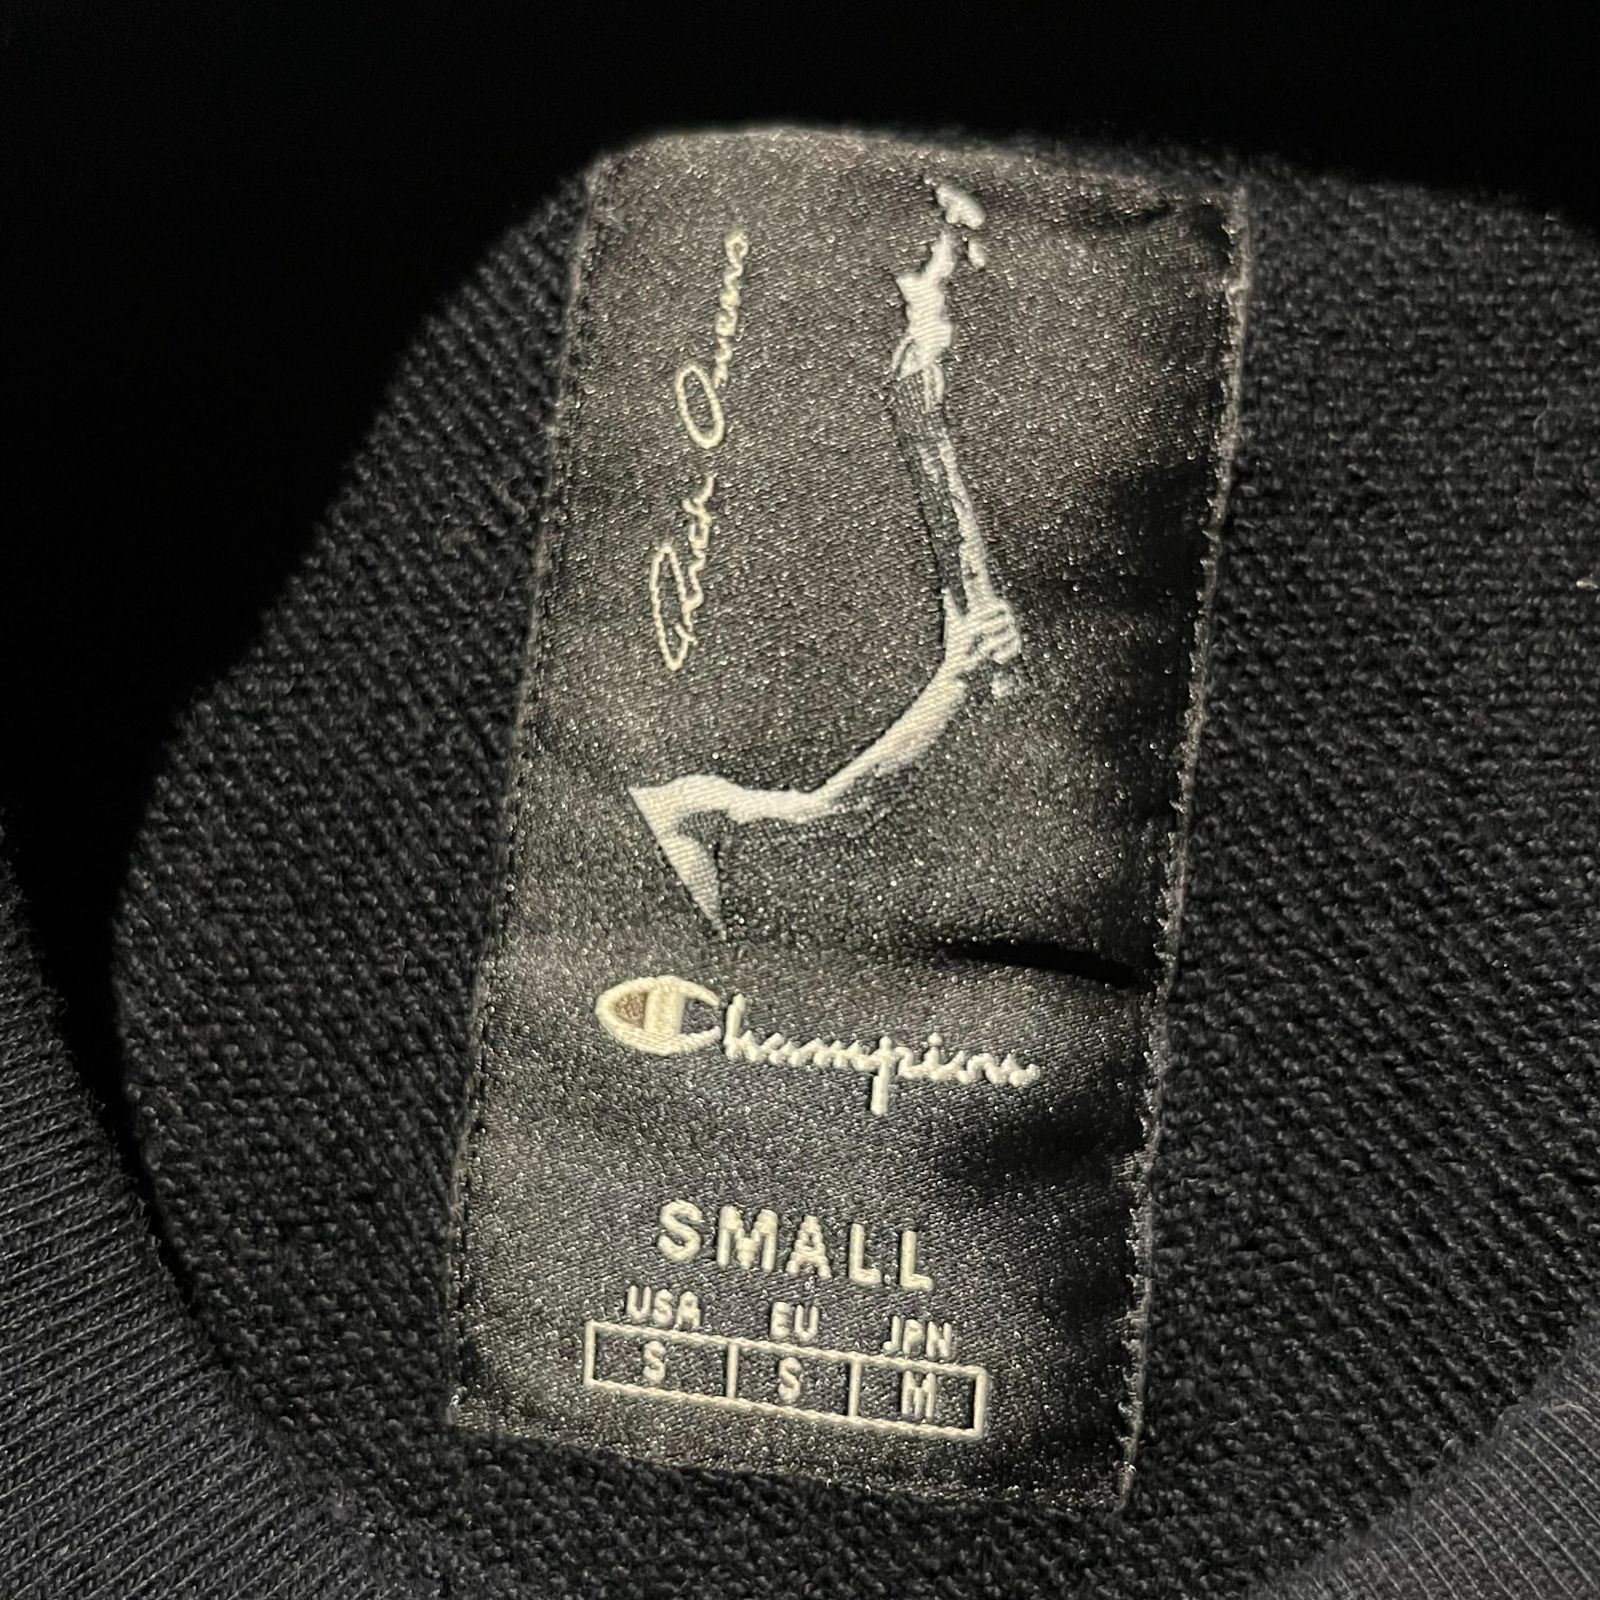 Rick Owens
Champion
SMALL
USA EU JPN
S S M